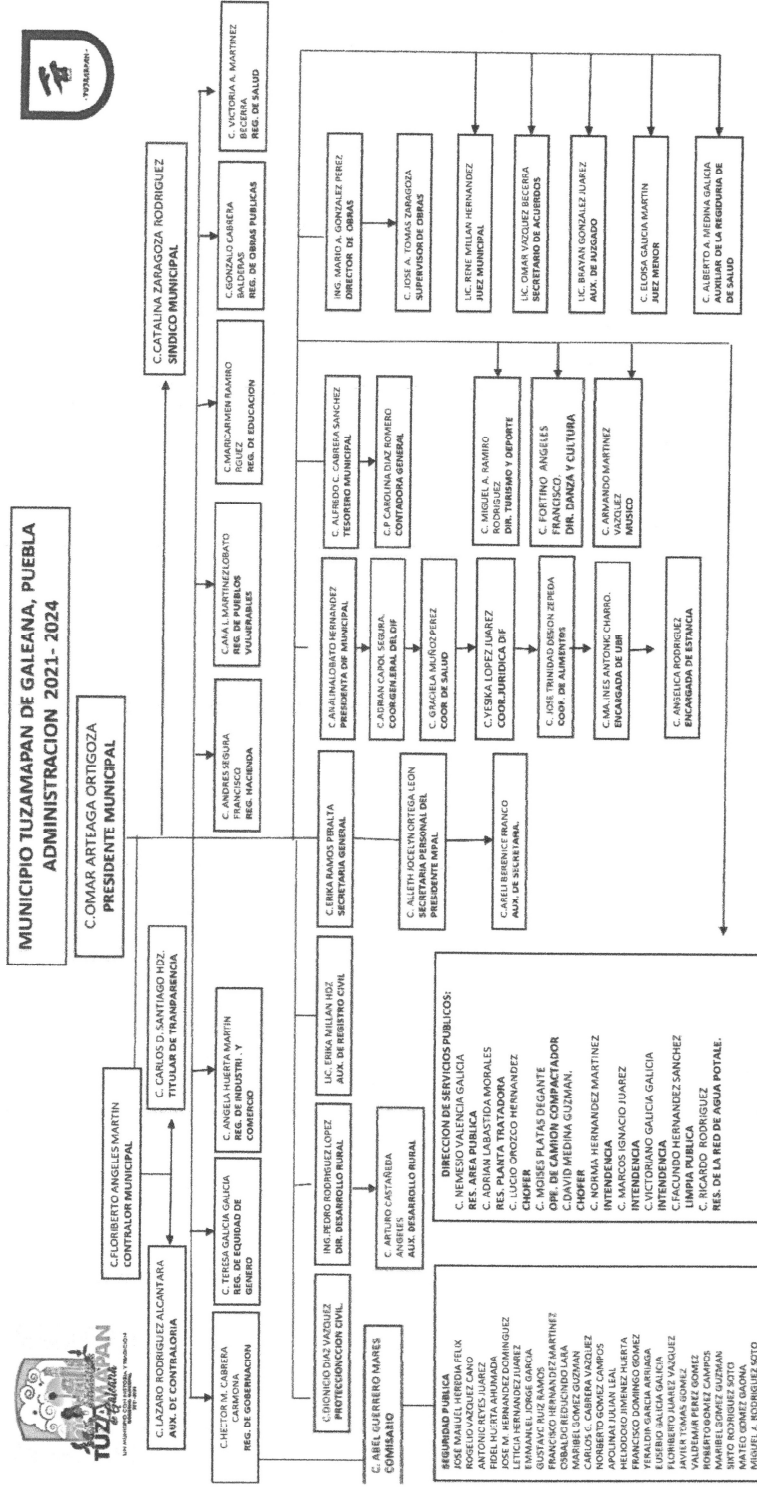 MUNICIPIO TUZAMAPAN DE GALEANA, PUEBLA
ADMINISTRACION 2021- 2024
TUZAMAPAN
de Galeana
TUZAMAPAN
C.OMAR ARTEAGA ORTIGOZA
PRESIDENTE MUNICIPAL
C.FLORIBERTO ANGELES MARTIN
CONTRALOR MUNICIPAL
C.LAZARO RODRIGUEZ ALCANTARA
AUX. DE CONTRALORIA
C. CARLOS D. SANTIAGO HDZ.
TITULAR DE TRANPARENCIA
C.CATALINA ZARAGOZA RODRIGUEZ
SINDICO MUNICIPAL
C.HECTOR M. CABRERA
CARMONA
REG. DE GOBERNACION
C. TERESA GALICIA GALICIA
REG. DE EQUIDAD DE
GENERO
C. ANGELA HUERTA MARTIN
REG. DE INDUSTRI . Y
COMERCIO
C. ANDRES SEGURA
FRANCISCO
REG. HACIENDA
C.ANA L. MARTINEZ LOBATO
REG. DE PUEBLOS
VULVERABLES
C.MARICARMEN RAMIRO
RGUEZ
REG. DE EDUCACION
C.GONZALO CABRERA
BALDERAS
REG. DE OBRAS PUBLICAS
C. VICTORIA A. MARTINEZ
BECERRA
REG. DE SALUD
C.DIONICIO DIAZ VAZQUEZ
PROTECCIONCCION CIVIL.
C. ABEL GUERRERO MARES
COMISARIO
ING.PEDRO RODRIGUEZ LOPEZ
DIR. DESARROLLO RURAL
C. ARTURO CASTAÑEDA
ANGELES
AUX. DESARROLLO RURAL
LIC. ERIKA MILLAN HDZ
AUX. DE REGISTRO CIVIL
C.ERIKA RAMOS PERALTA
SECRETARIA GENERAL
C. ALLETH JOCELYN ORTEGA LEON
SECRETARIA PERSONAL DEL
PRESIDENTE MPAL
C.ARELI BERENICE FRANCO
AUX. DE SECRETARIA.
C.ANALINA LOBATO HERNANDEZ
PRESIDENTA DIF MUNICIPAL
C.ADRIAN CAPOL SEGURA.
COORGEN.ERAL DELDIF
C. GRACIELA MUÑOZ PEREZ
COOR DE SALUD
C.YESIKA LOPEZ JUAREZ
COOR.JURIDICA DIF
C. JOSE TRINIDAD DESION ZEPEDA
COOR. DE ALIMENTOS
C.MA.INES ANTONIC CHARRO.
ENCARGADA DE UBR
C. ANGELICA RODRIGUEZ
ENCARGADA DE ESTANCIA
C. ALFREDO C. CABRERA SANCHEZ
TESORERO MUNICIPAL
C.P CAROLINA DIAZ ROMERO
CONTADORA GENERAL
C. MIGUEL A. RAMIRO
RODRIGUEZ
DIR. TURISMO Y DEPORTE
C. FORTINO ANGELES
FRANCISCO.
DIR. DANZA Y CULTURA
C. ARMANDO MARTINEZ
VAZQUEZ
MUSICO
ING. MARIO A. GONZALEZ PEREZ
DIRECTOR DE OBRAS
C. JOSE A. TOMAS ZARAGOZA
SUPERVISOR DE OBRAS
LIC. RENE MILLAN HERNANDEZ
JUEZ MUNICIPAL
LIC. OMAR VAZQUEZ BECERRA
SECRETARIO DE ACUERDOS
LIC. BRAYAN GONZALEZ JUAREZ
AUX. DE JUZGADO
C. ELOISA GALICIA MARTIN
JUEZ MENOR
C. ALBERTO A. MEDINA GALICIA
AUXILIAR DE LA REGIDURIA DE
DE SALUD
SEGURIDAD PUBLICA
JOSE MANUEL HEREDIA FELIX
ROGELIO VAZQUEZ CANO
ANTONIO REYES JUAREZ
FIDEL HUERTA AHUMADA
JOSE M. HERNANDEZ DOMINGUEZ
LETICIA HERNANDEZ JUAREZ
EMMANUEL JORGE GARCIA
GUSTAVC RUIZ RAMOS
FRANCISCO HERNANDEZ MARTINEZ
OSBALDO REDUCINDO LARA
MARIBEL GOMEZ GUZMAN
CARLOS C. CABRERA VAZQUEZ
NORBERTO GOMEZ CAMPOS
APOLINAR JULIAN LEAL
HELIODORO JIMENEZ HUERTA
FRANCISCO DOMINGO GOMEZ
YERALDIR GARCIA ARRIAGA
EUSEBIO GALICIA GALICIA
FLORIBERTO JUAREZ VAZQUEZ
JAVIER TOMAS GOMEZ
VALDEMAR PEREZ GOMEZ
ROBERTO GOMEZ CAMPOS
MARIBEL GOMEZ GUZMAN
SIXTO RODRIGUEZ SOTO
MATEO GOMEZ GAONA
MIGUEL J. RODRIGUEZ SOTO
DIRECCION DE SERVICIOS PUBLICOS:
C. NEMESIO VALENCIA GALICIA
RES. AREA PUBLICA
C. ADRIAN LABASTIDA MORALES
RES. PLANTA TRATADORA
C. LUCIO OROZCO HERNANDEZ
CHOFER
C. MOISES PLATAS DEGANTE
OPE. DE CAMION COMPACTADOR
C.DAVID MEDINA GUZMAN.
CHOFER
C. NORMA HERNANDEZ MARTINEZ
INTENDENCIA
C. MARCOS IGNACIO JUAREZ
INTENDENCIA
C.VICTORIANO GALICIA GALICIA
INTENDENCIA
C.FACUNDO HERNANDEZ SANCHEZ
LIMPIA PUBLICA
C. RICARDO RODRIGUEZ
RES. DE LA RED DE AGUA POTALE.